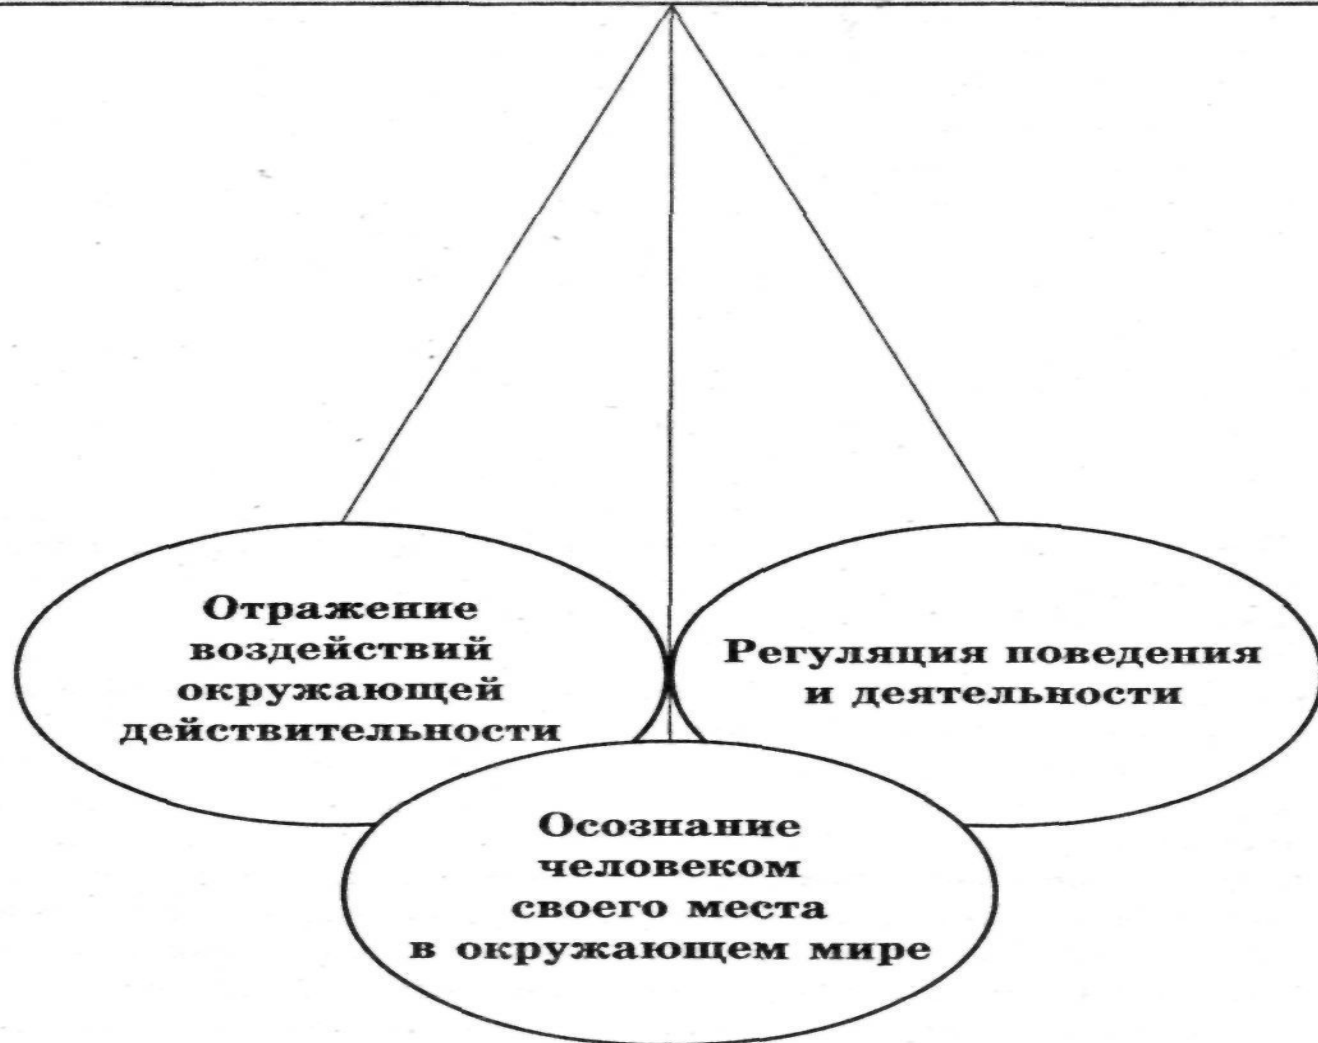 Отражение
воздействий
окружающей
действительности
Регуляция поведения
и деятельности
Осознание
человеком
своего места
в окружающем мире